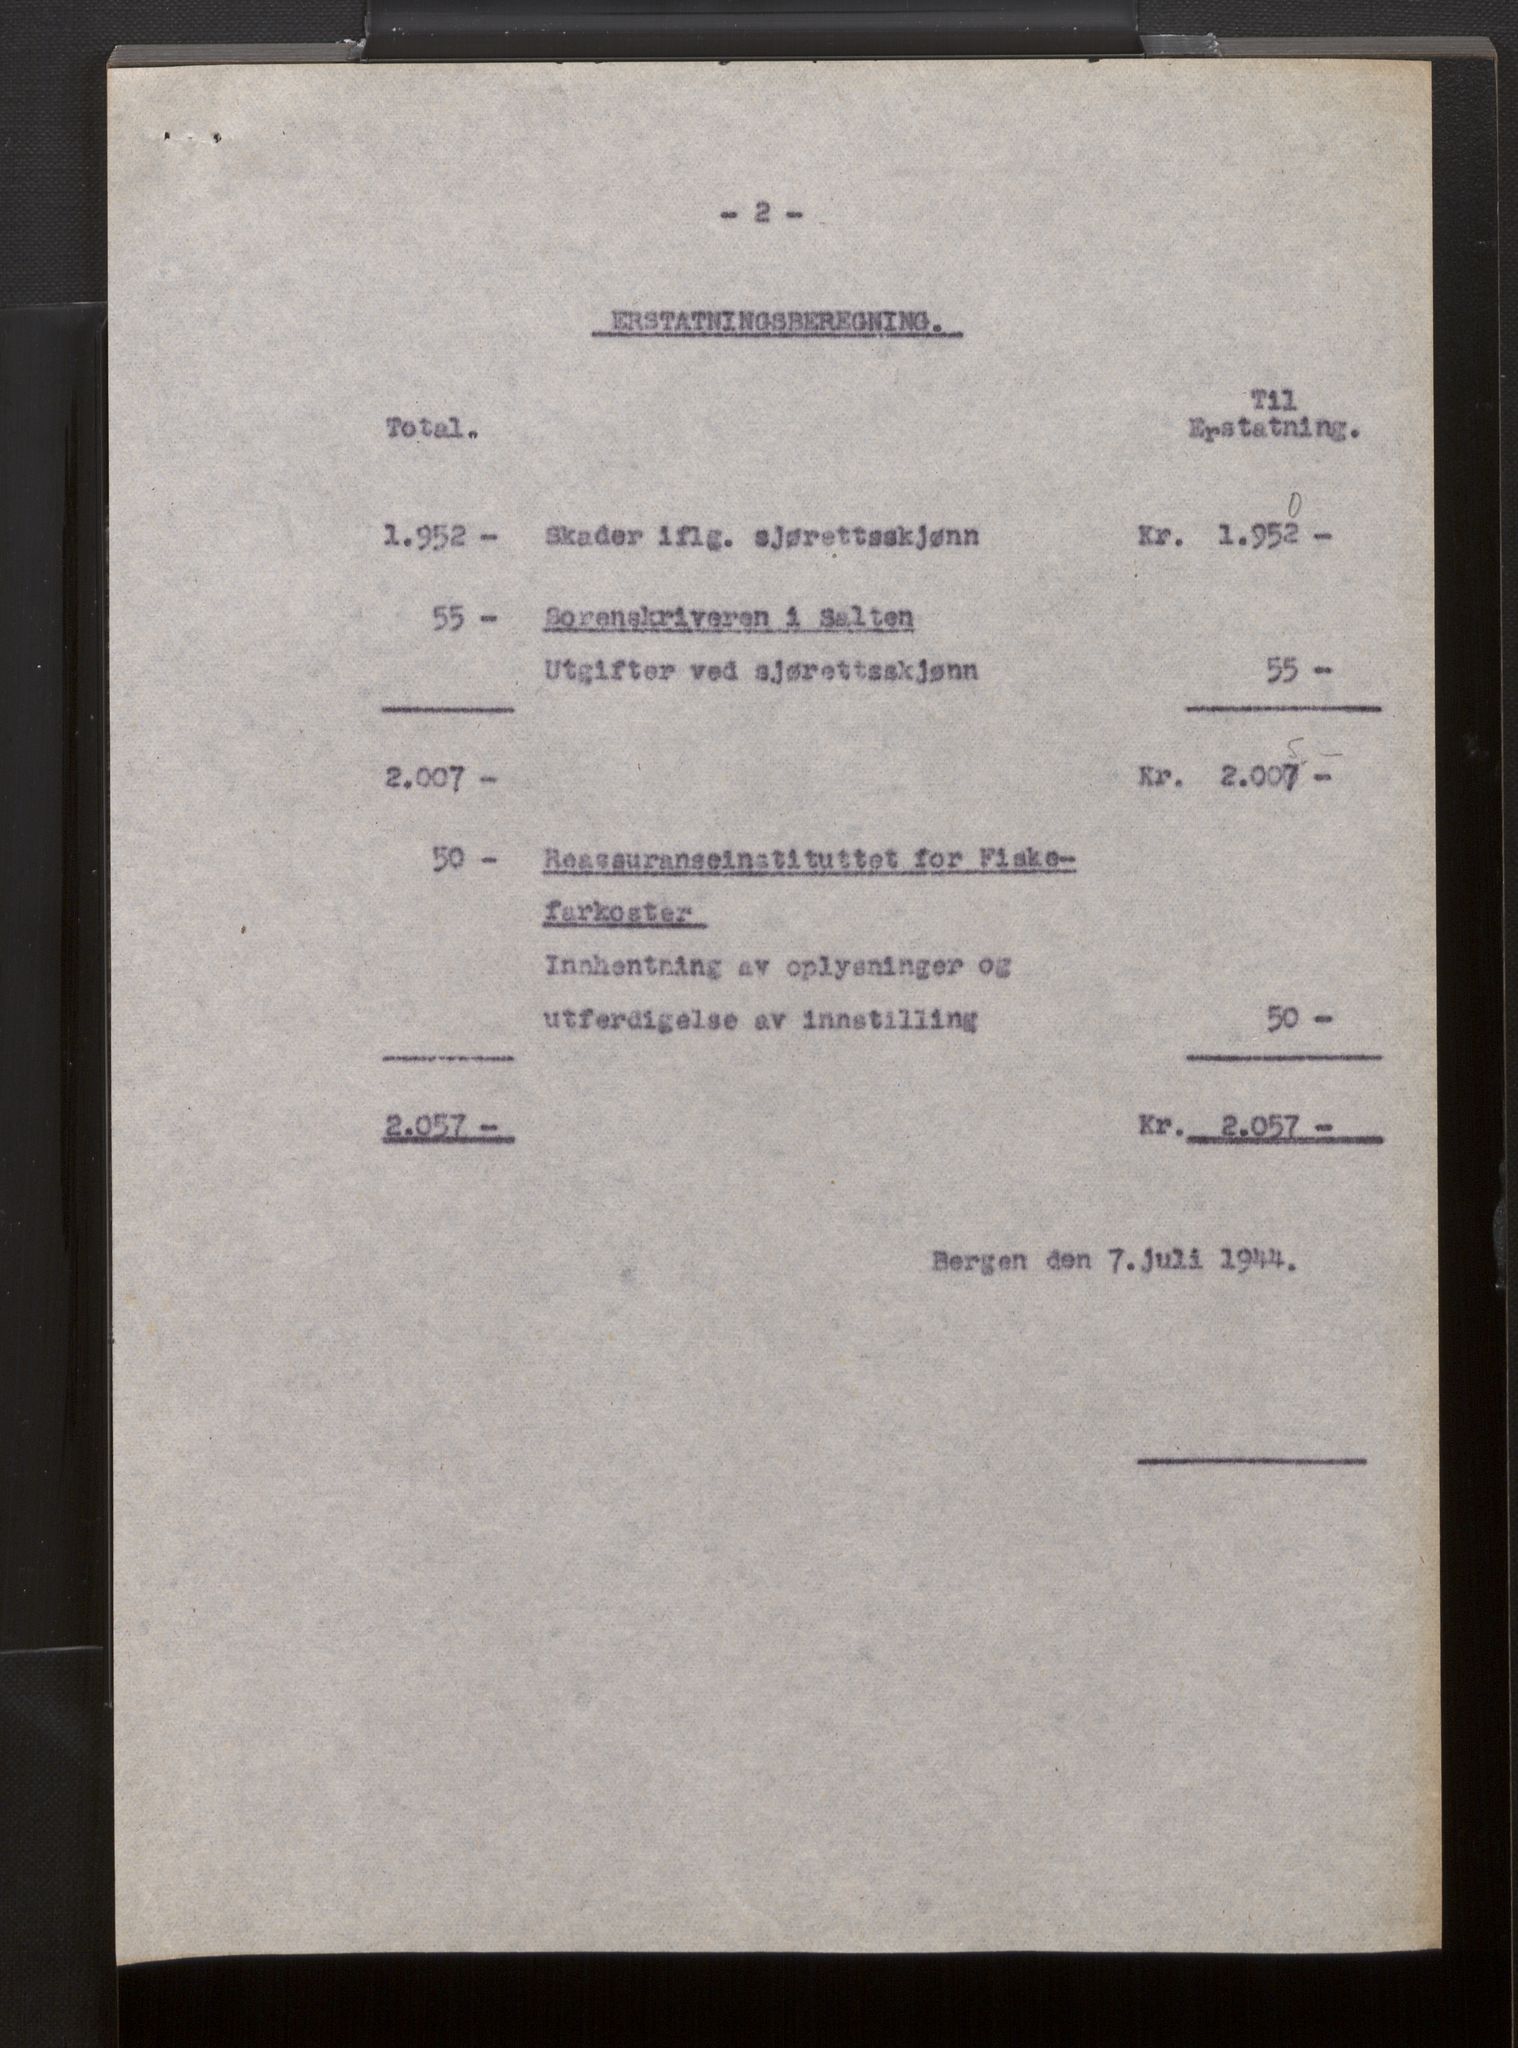 - 2 -
ERSTATNINGSBEREGNING.
Til
Total. Erstatning.
0
1.952 - Skader iflg. sjørettsskjønn Kr. 1.952 -
55 - Sorenskriveren i Salten
Utgifter ved sjørettsskjønn 55 -
5 -
2.007 - Kr. 2.007 -
50 - Reassuranseinstituttet for Fiske-
farkoster
Innhentning av oplysninger og
utferdigelse av innstilling 50 -
2.057 - Kr. 2.057 -
Bergen den 7.juli 1944.